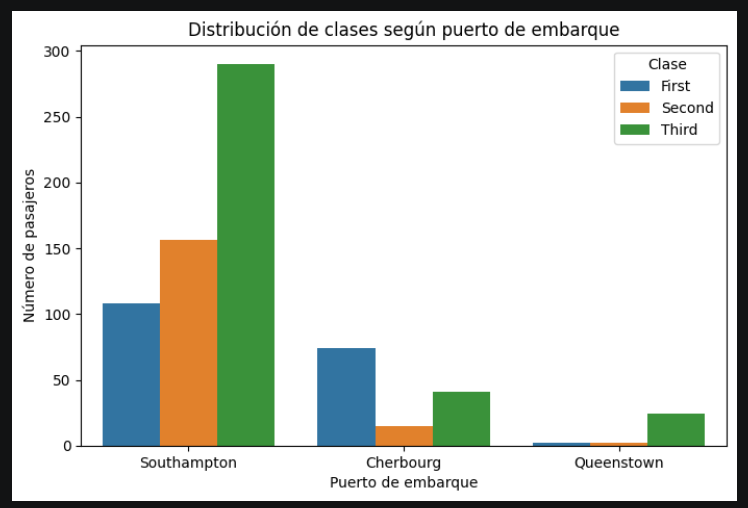 Distribución de clases según puerto de embarque
300
250
200
150
100
50
0
Número de pasajeros
Clase
First
Second
Third
Southampton
Cherbourg
Queenstown
Puerto de embarque